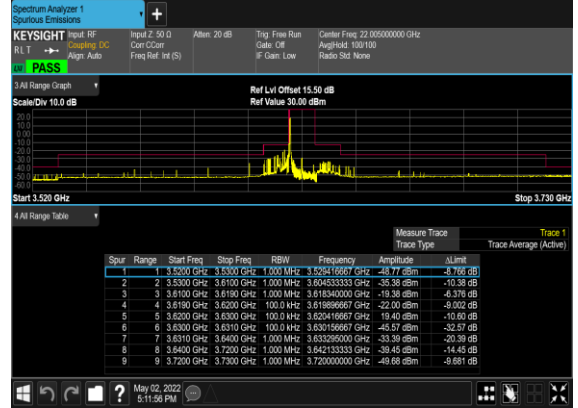 Spectrum Analyzer 1
Spurious Emissions
+
KEYSIGHT Input: RF Input Z: 50 Ω Atten: 20 dB Trig: Free Run Center Freq: 22.005000000 GHz
RLT Coupling: DC Corr CCorr Gate: Off Avg|Hold: 100/100
Align: Auto Freq Ref: Int (S) IF Gain: Low Radio Std: None
PASS
3 All Range Graph
Ref Lvl Offset 15.50 dB
Scale/Div 10.0 dB Ref Value 30.00 dBm
20.0
10.0
0.00
-10.0
-20.0
-30.0
-40.0
-50.0
-60.0
Start 3.520 GHz Stop 3.730 GHz
4 All Range Table
Measure Trace Trace 1
Trace Type Trace Average (Active)
Spur Range Start Freq Stop Freq RBW Frequency Amplitude ΔLimit
1 1 3.5200 GHz 3.5300 GHz 1.000 MHz 3.529416667 GHz -48.77 dBm -8.766 dB
2 2 3.5300 GHz 3.6100 GHz 1.000 MHz 3.604533333 GHz -35.38 dBm -10.38 dB
3 3 3.6100 GHz 3.6190 GHz 1.000 MHz 3.618340000 GHz -19.38 dBm -6.376 dB
4 4 3.6190 GHz 3.6200 GHz 100.0 kHz 3.619896667 GHz -22.00 dBm -9.002 dB
5 5 3.6200 GHz 3.6300 GHz 100.0 kHz 3.620416667 GHz 19.40 dBm -10.60 dB
6 6 3.6300 GHz 3.6310 GHz 100.0 kHz 3.630156667 GHz -45.57 dBm -32.57 dB
7 7 3.6310 GHz 3.6400 GHz 1.000 MHz 3.633295000 GHz -33.39 dBm -20.39 dB
8 8 3.6400 GHz 3.7200 GHz 1.000 MHz 3.642133333 GHz -39.45 dBm -14.45 dB
9 9 3.7200 GHz 3.7300 GHz 1.000 MHz 3.720000000 GHz -49.68 dBm -9.681 dB
? May 02, 2022
5:11:56 PM